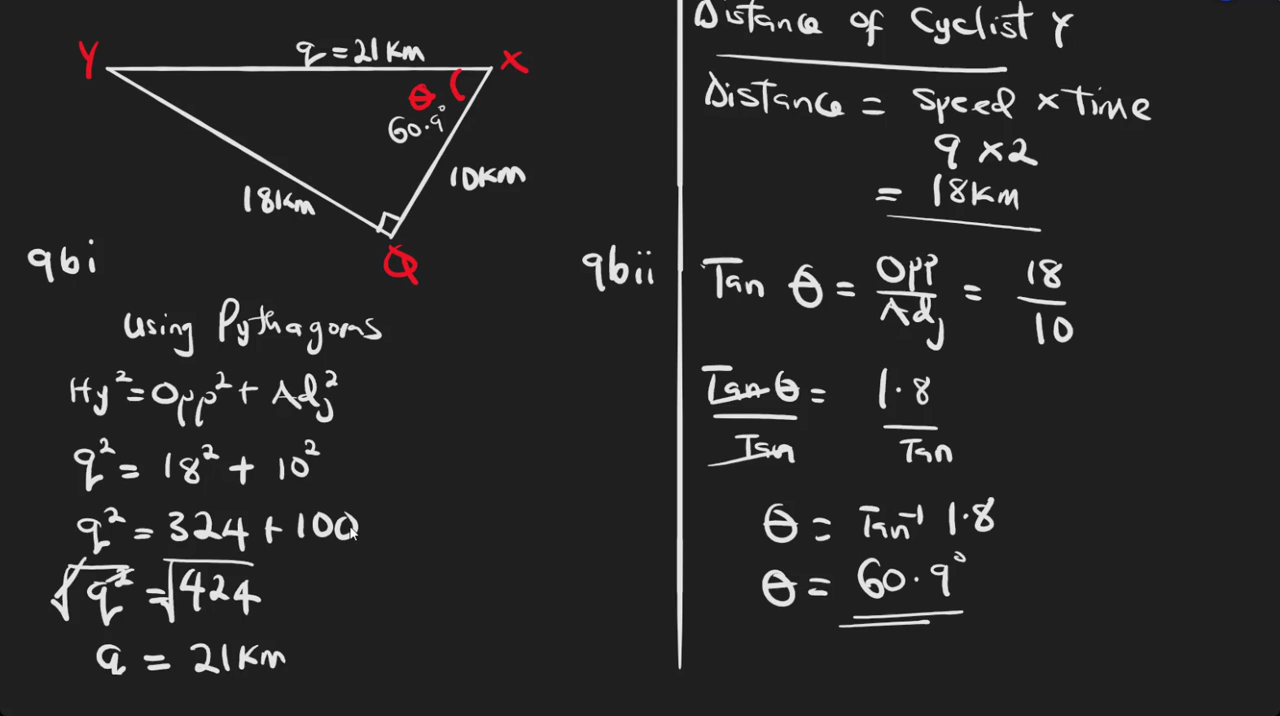 Y q = 21km X
θ
60.9°
10km
18km
Q
9bi
using Pythagoras
Hy² = Opp² + Adj²
q² = 18² + 10²
q² = 324 + 100
√q² = √424
q = 21km
Distance of Cyclist Y
Distance = Speed × time
9 × 2
= 18km
9bii
Tan θ = Opp/Adj = 18/10
Tan θ/Tan = 1.8/Tan
θ = Tan⁻¹ 1.8
θ = 60.9°